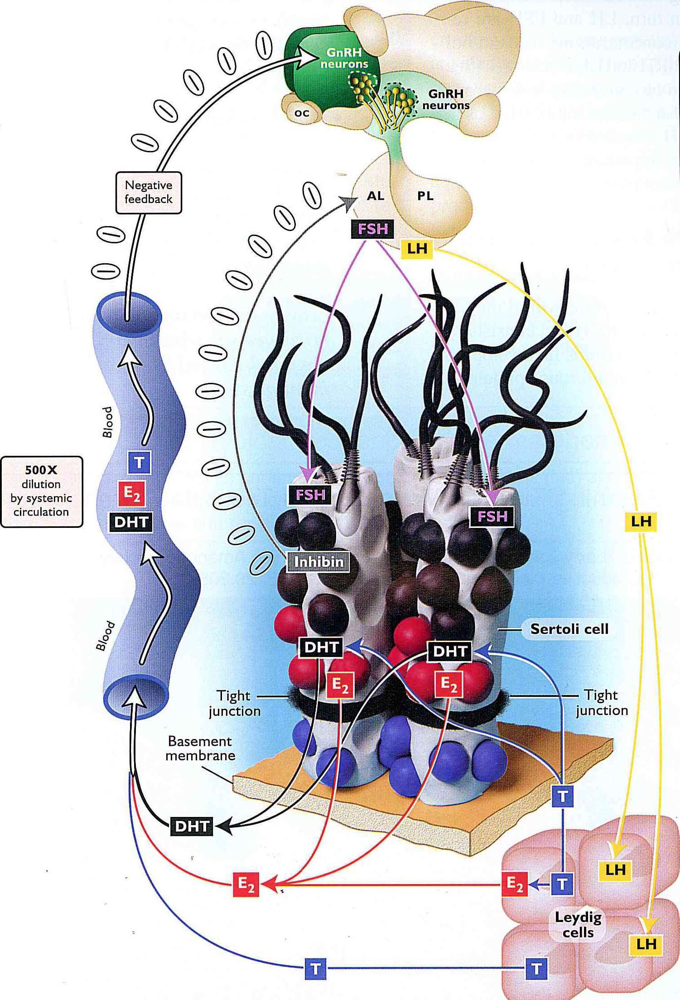 GnRH
neurons
GnRH
neurons
OC
Negative
feedback
AL
PL
FSH
LH
Blood
500X
dilution
by systemic
circulation
T
E2
DHT
Blood
FSH
FSH
LH
Inhibin
Sertoli cell
DHT
DHT
E2
E2
Tight
junction
Tight
junction
Basement
membrane
T
DHT
LH
E2
E2
T
Leydig
cells
LH
T
T